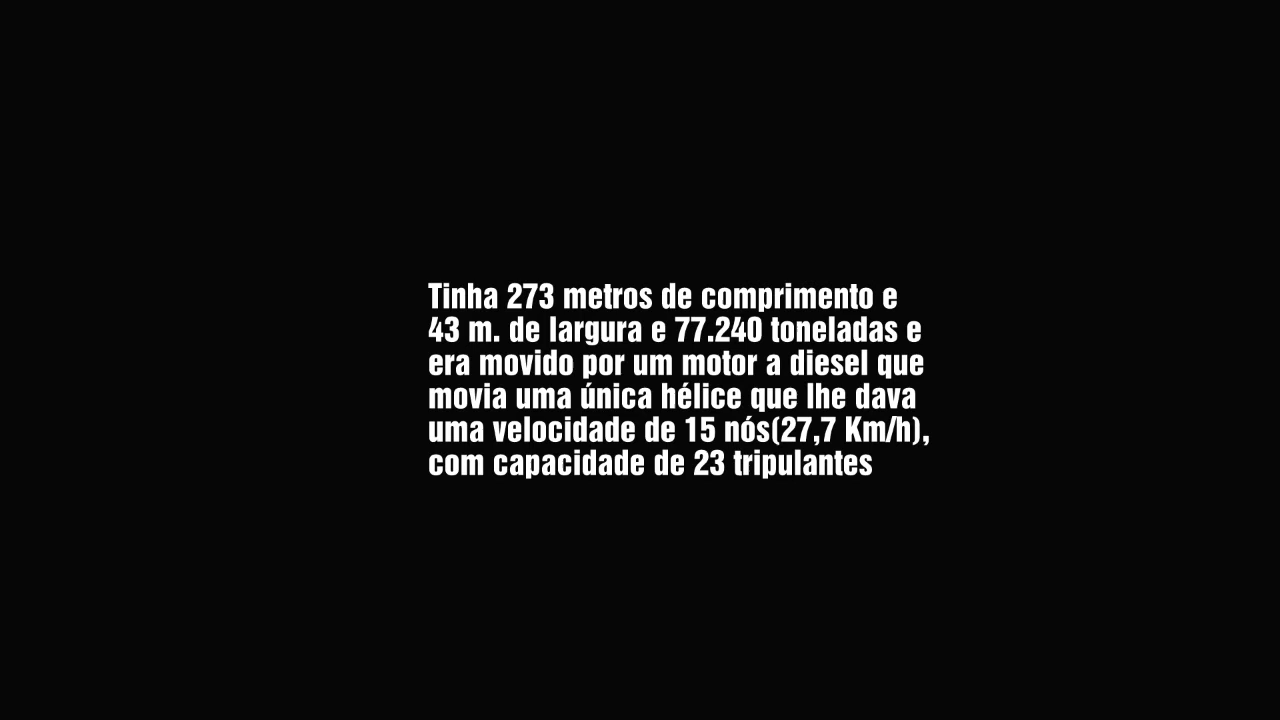 Tinha 273 metros de comprimento e
43 m. de largura e 77.240 toneladas e
era movido por um motor a diesel que
movia uma única hélice que lhe dava
uma velocidade de 15 nós(27,7 Km/h),
com capacidade de 23 tripulantes